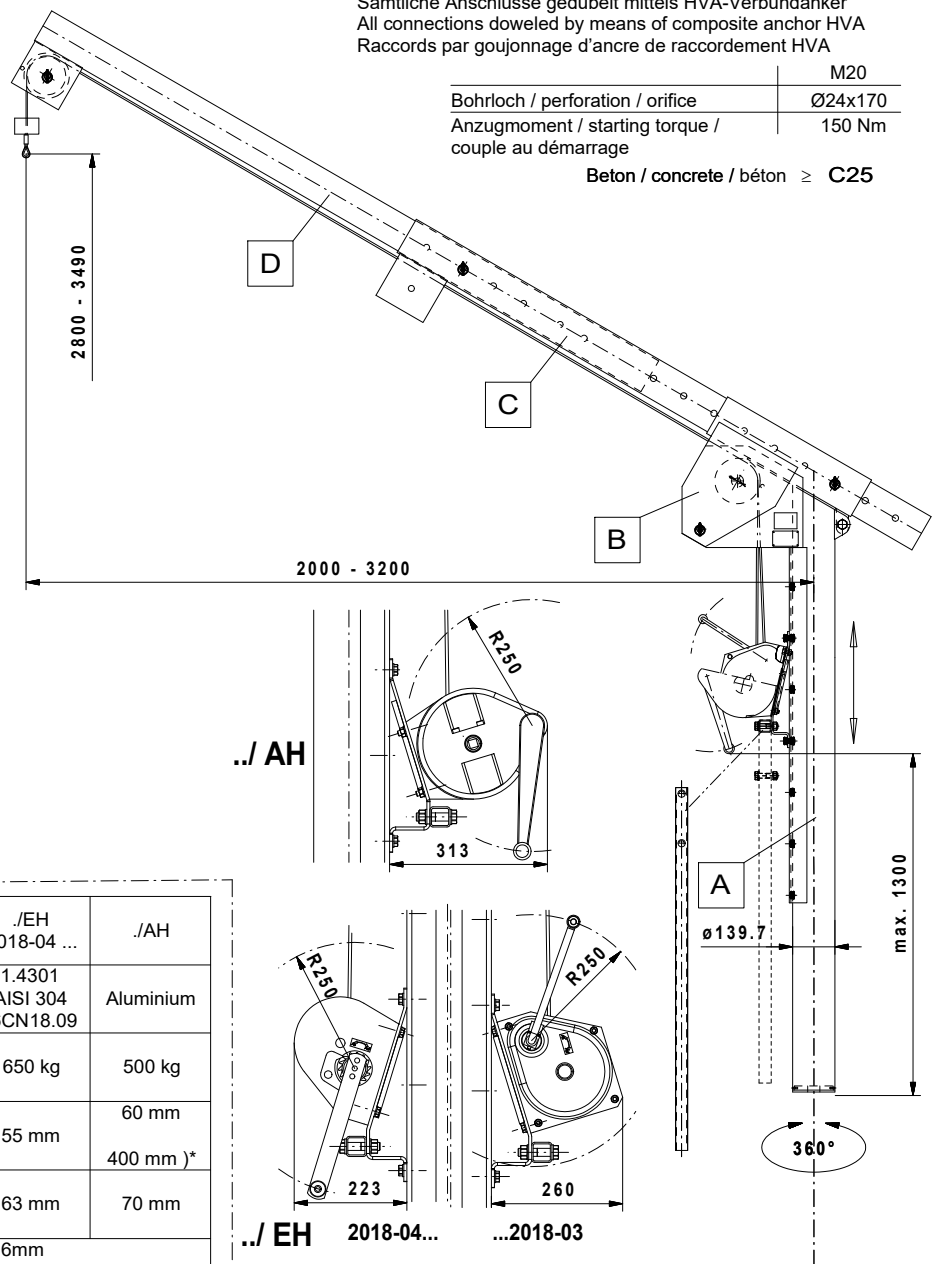 Sämtliche Anschlüsse gedübelt mittels HVA-Verbundanker
All connections doweled by means of composite anchor HVA
Raccords par goujonnage d'ancre de raccordement HVA
M20
Bohrloch / perforation / orifice Ø24x170
Anzugmoment / starting torque / 150 Nm
couple au démarrage
Beton / concrete / béton ≥ C25
D
2800 - 3490
C
B
2000 - 3200
R250
../ AH
313
A
ø139.7
max. 1300
360°
./EH ./AH
018-04 ...
1.4301
AISI 304 Aluminium
6CN18.09
650 kg 500 kg
55 mm 60 mm
400 mm )*
63 mm 70 mm
6mm
R250
R250
223
260
../ EH 2018-04... ...2018-03